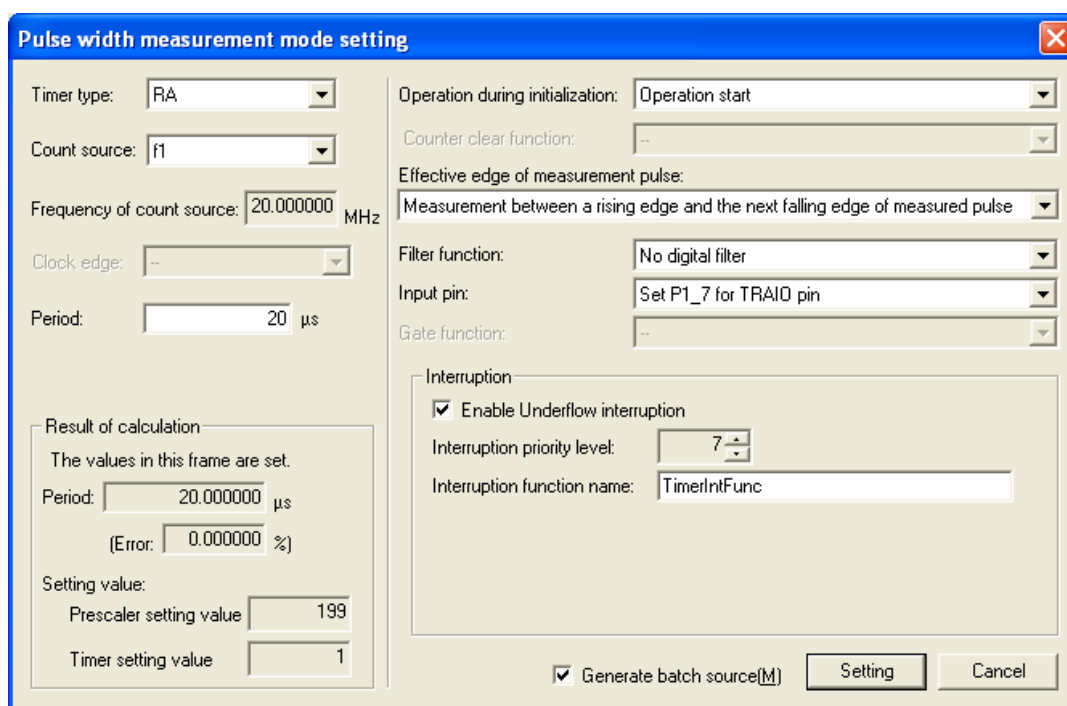 Pulse width measurement mode setting
Timer type: RA
Count source: f1
Frequency of count source: 20.000000 MHz
Clock edge: --
Period: 20 µs
Result of calculation
The values in this frame are set.
Period: 20.000000 µs
(Error: 0.000000 %)
Setting value:
Prescaler setting value 199
Timer setting value 1
Operation during initialization: Operation start
Counter clear function: --
Effective edge of measurement pulse:
Measurement between a rising edge and the next falling edge of measured pulse
Filter function: No digital filter
Input pin: Set P1_7 for TRAIO pin
Gate function: --
Interruption
Enable Underflow interruption
Interruption priority level: 7
Interruption function name: TimerIntFunc
Generate batch source(M) Setting Cancel